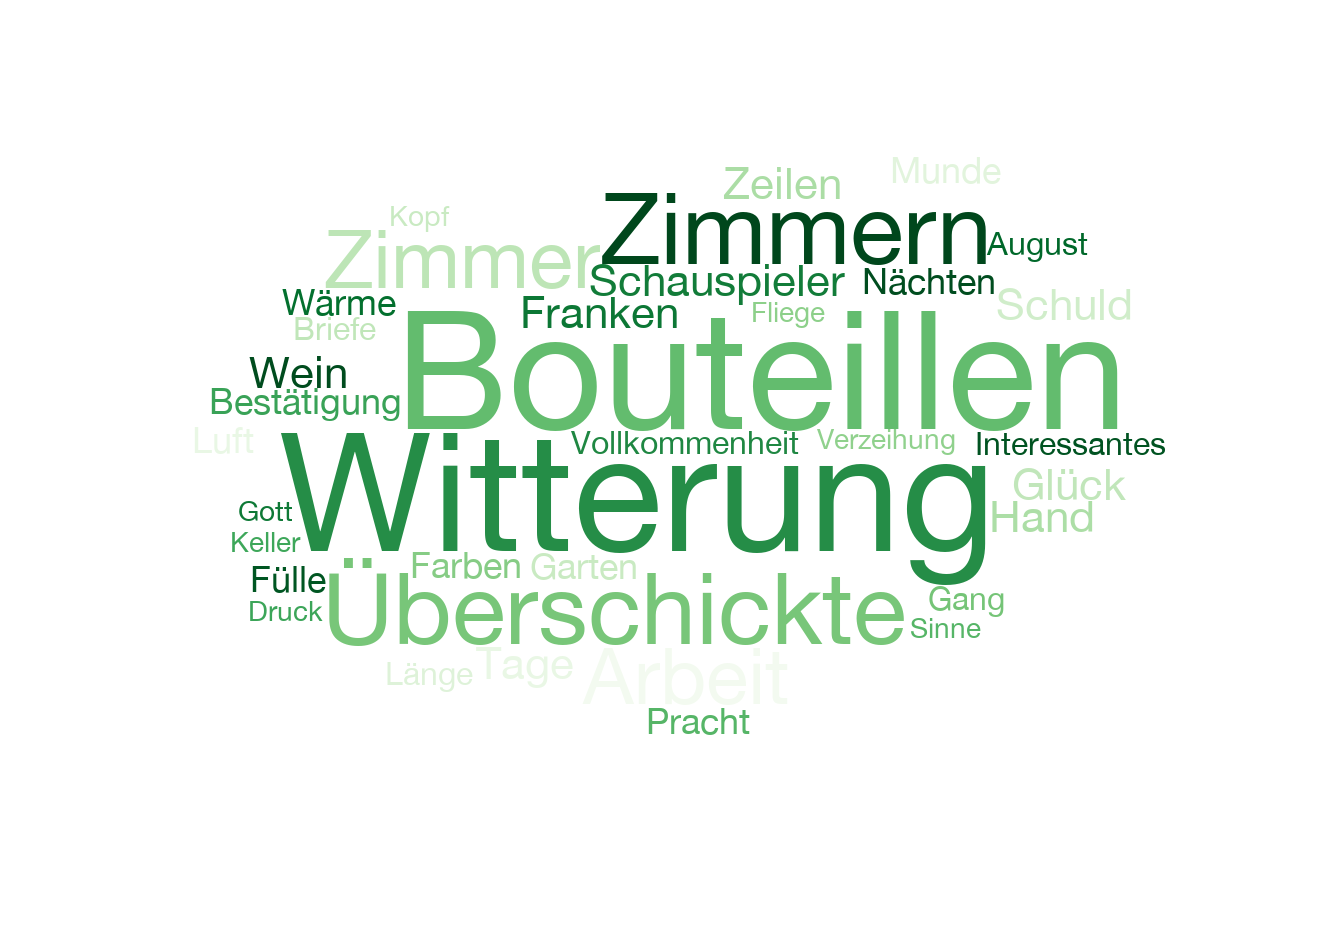 Munde
Zeilen
Kopf
Zimmern
Zimmer
August
Schauspieler
Nächten
Wärme
Schuld
Franken
Fliege
Briefe
Bouteillen
Wein
Bestätigung
Luft
Vollkommenheit
Verzeihung
Interessantes
Witterung
Glück
Hand
Gott
Keller
Farben
Garten
Fülle
Überschickte
Gang
Druck
Sinne
Länge
Tage
Arbeit
Pracht